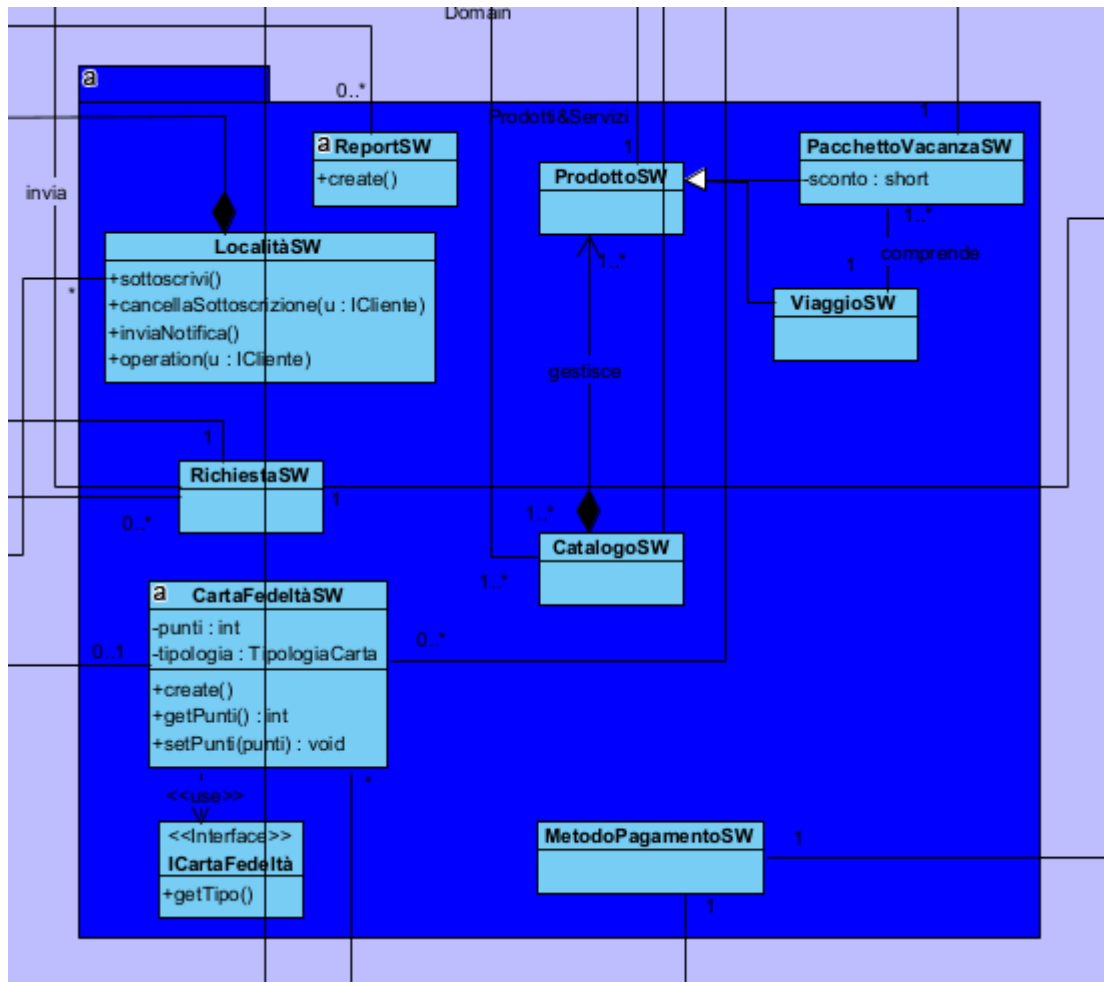 Domain
a
0..*
Prodotti&Servizi
1
1
a ReportSW
+create()
ProdottoSW
PacchettoVacanzaSW
-sconto : short
invia
1..*
comprende
LocalitàSW
+sottoscrivi()
+cancellaSottoscrizione(u : ICliente)
+inviaNotifica()
+operation(u : ICliente)
*
1..*
1
ViaggioSW
gestisce
1
RichiestaSW
1
0..*
1..*
CatalogoSW
1..*
a CartaFedeltàSW
-punti : int
-tipologia : TipologiaCarta
+create()
+getPunti() : int
+setPunti(punti) : void
0..1
0..*
*
<<use>>
<<Interface>>
ICartaFedeltà
+getTipo()
MetodoPagamentoSW
1
1